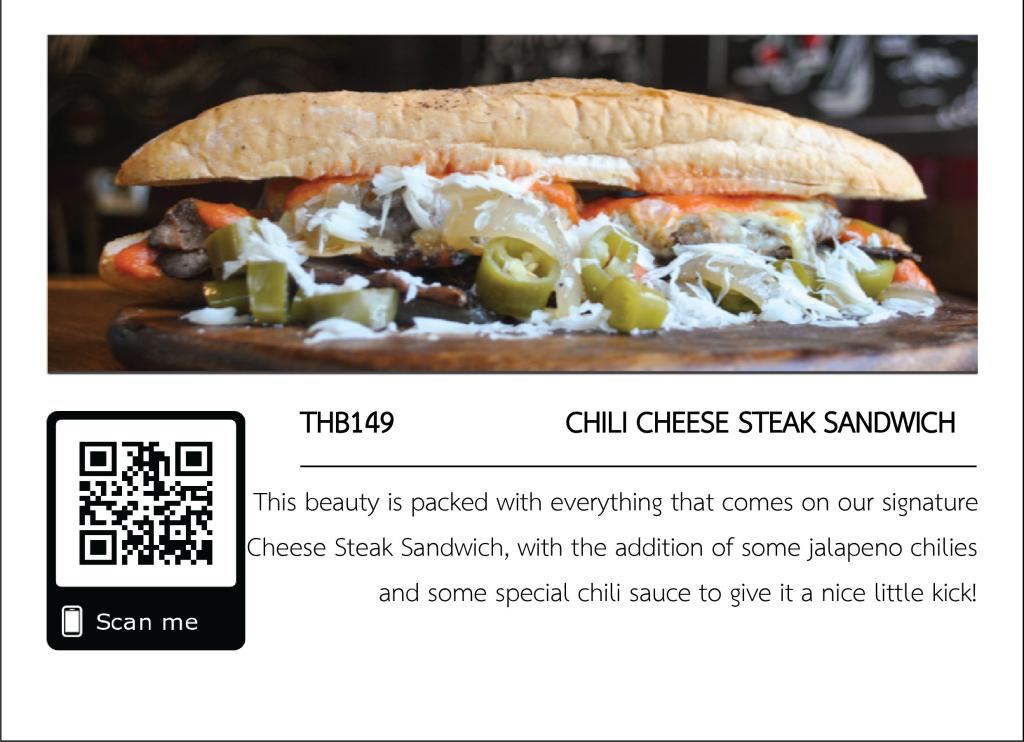 THB149 CHILI CHEESE STEAK SANDWICH
This beauty is packed with everything that comes on our signature
Cheese Steak Sandwich, with the addition of some jalapeno chilies
and some special chili sauce to give it a nice little kick!
Scan me